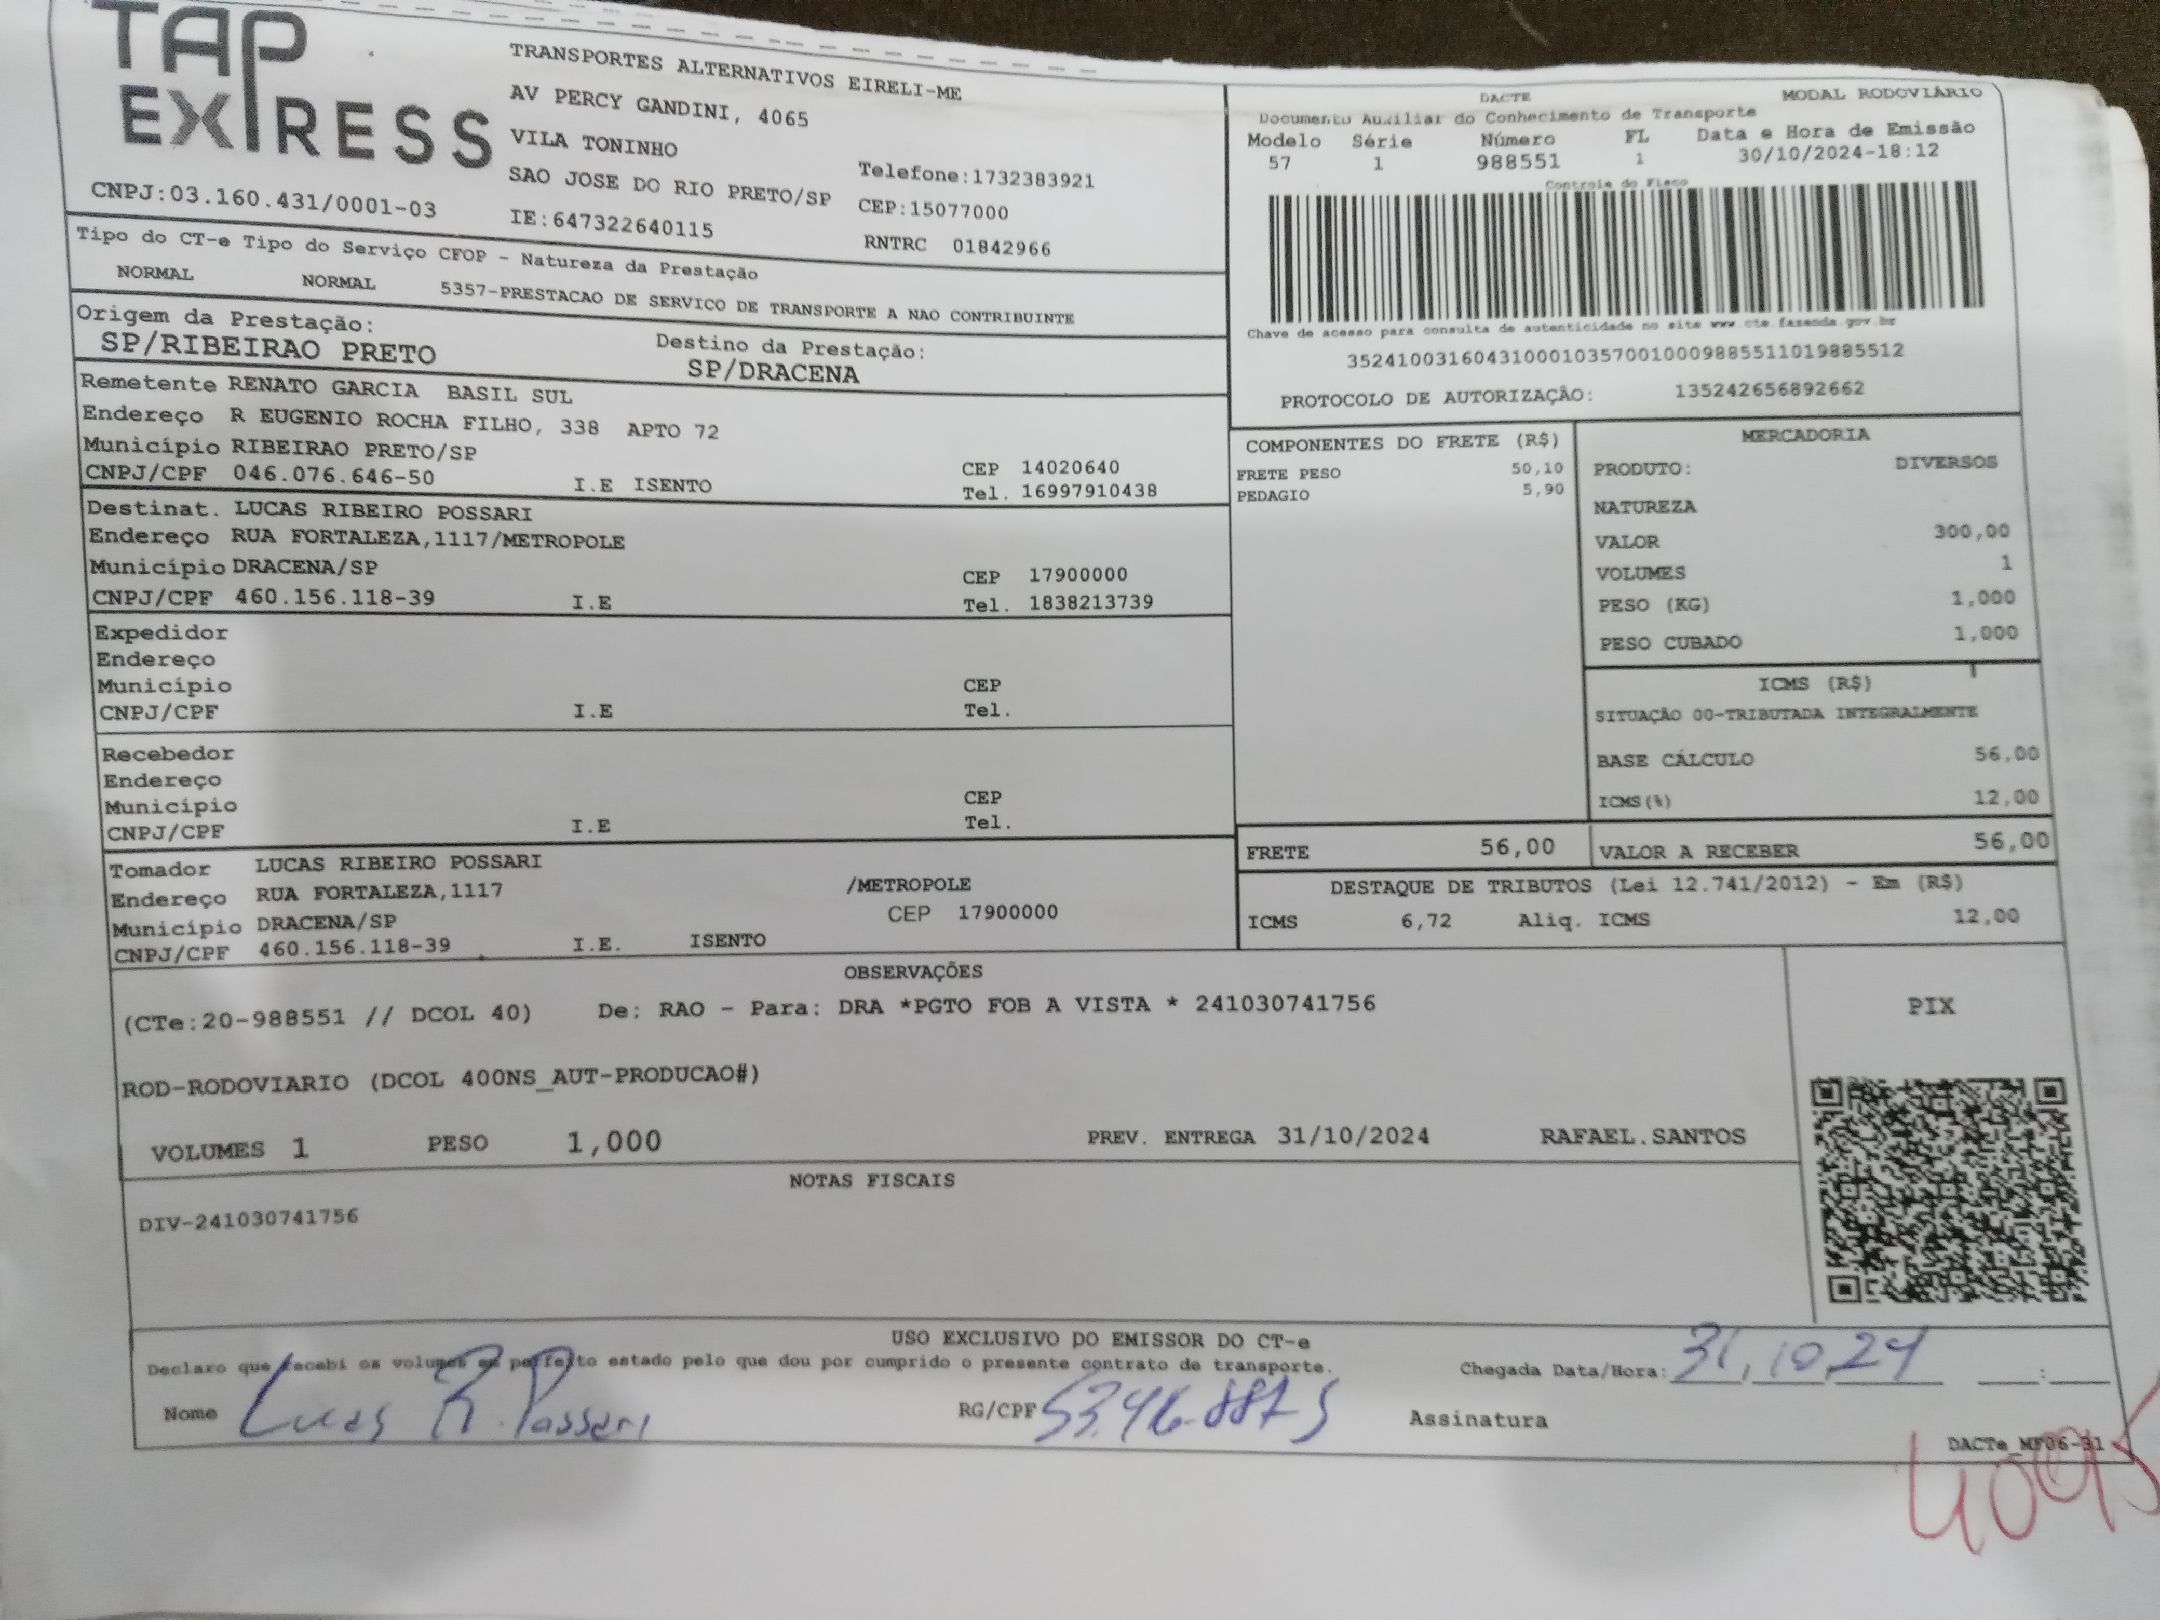 TAP EXPRESS
CNPJ:03.160.431/0001-03
TRANSPORTES ALTERNATIVOS EIRELI-ME
AV PERCY GANDINI, 4065
VILA TONINHO
SAO JOSE DO RIO PRETO/SP
IE:647322640115
Telefone:1732383921
CEP:15077000
RNTRC 01842966
DACTE MODAL RODOVIÁRIO
Documento Auxiliar do Conhecimento de Transporte
Modelo Série Número FL Data e Hora de Emissão
57 1 988551 1 30/10/2024-18:12
Controle do Fisco
Chave de acesso para consulta de autenticidade no site www.cte.fazenda.gov.br
35241003160431000103570010009885511019885512
PROTOCOLO DE AUTORIZAÇÃO: 135242656892662
Tipo do CT-e Tipo do Serviço CFOP - Natureza da Prestação
NORMAL NORMAL 5357-PRESTACAO DE SERVICO DE TRANSPORTE A NAO CONTRIBUINTE
Origem da Prestação: Destino da Prestação:
SP/RIBEIRAO PRETO SP/DRACENA
Remetente RENATO GARCIA BASIL SUL
Endereço R EUGENIO ROCHA FILHO, 338 APTO 72
Município RIBEIRAO PRETO/SP CEP 14020640
CNPJ/CPF 046.076.646-50 I.E ISENTO Tel. 16997910438
Destinat. LUCAS RIBEIRO POSSARI
Endereço RUA FORTALEZA,1117/METROPOLE
Município DRACENA/SP CEP 17900000
CNPJ/CPF 460.156.118-39 I.E Tel. 1838213739
Expedidor
Endereço
Município CEP
CNPJ/CPF I.E Tel.
Recebedor
Endereço
Município CEP
CNPJ/CPF I.E Tel.
Tomador LUCAS RIBEIRO POSSARI
Endereço RUA FORTALEZA,1117 /METROPOLE
Município DRACENA/SP CEP 17900000
CNPJ/CPF 460.156.118-39 I.E. ISENTO
COMPONENTES DO FRETE (R$)
FRETE PESO 50,10
PEDAGIO 5,90
MERCADORIA
PRODUTO: DIVERSOS
NATUREZA
VALOR 300,00
VOLUMES 1
PESO (KG) 1,000
PESO CUBADO 1,000
ICMS (R$)
SITUAÇÃO 00-TRIBUTADA INTEGRALMENTE
BASE CÁLCULO 56,00
ICMS(%) 12,00
FRETE 56,00 VALOR A RECEBER 56,00
DESTAQUE DE TRIBUTOS (Lei 12.741/2012) - Em (R$)
ICMS 6,72 Aliq. ICMS 12,00
OBSERVAÇÕES
(CTe:20-988551 // DCOL 40) De: RAO - Para: DRA *PGTO FOB A VISTA * 241030741756
ROD-RODOVIARIO (DCOL 400NS_AUT-PRODUCAO#)
VOLUMES 1 PESO 1,000 PREV. ENTREGA 31/10/2024 RAFAEL.SANTOS
PIX
NOTAS FISCAIS
DIV-241030741756
USO EXCLUSIVO DO EMISSOR DO CT-e
Declaro que recebi os volumes em perfeito estado pelo que dou por cumprido o presente contrato de transporte.
Chegada Data/Hora: 31,10,24 :
Nome Lucas R. Possari RG/CPF Assinatura
DACTe_MF06-31